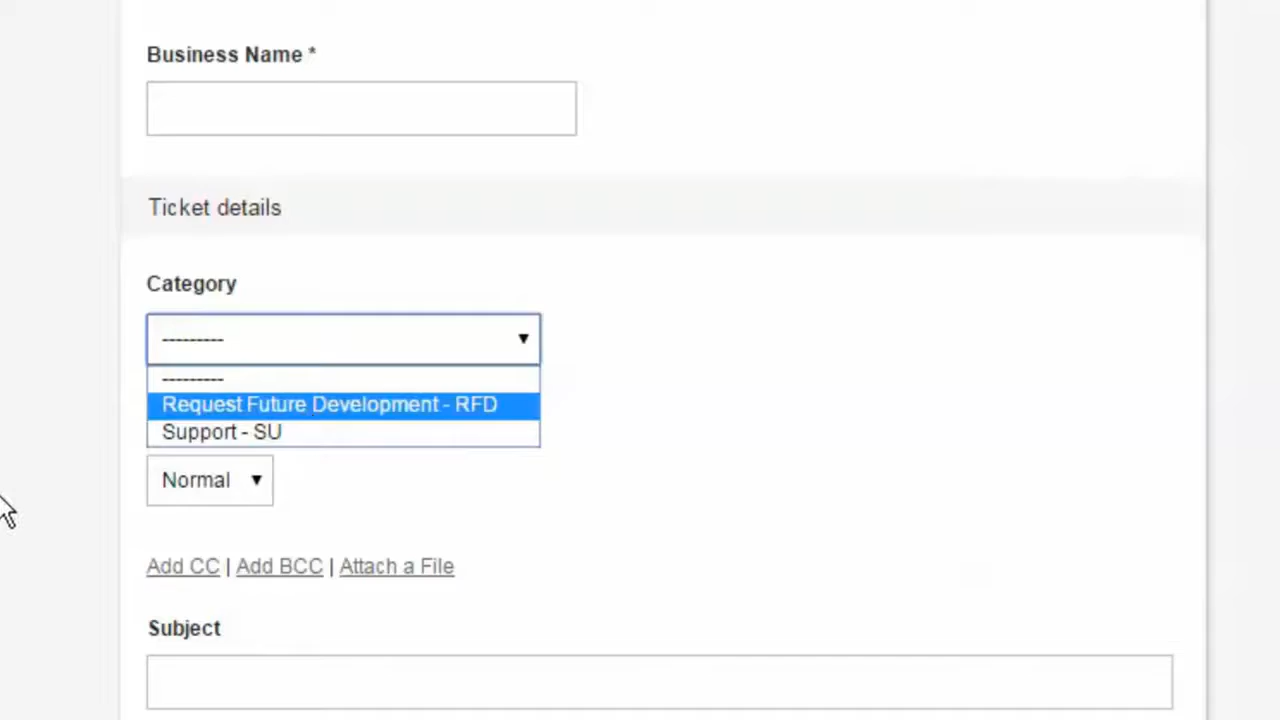 Business Name *
Ticket details
Category
---------
---------
Request Future Development - RFD
Support - SU
Normal
Add CC | Add BCC | Attach a File
Subject